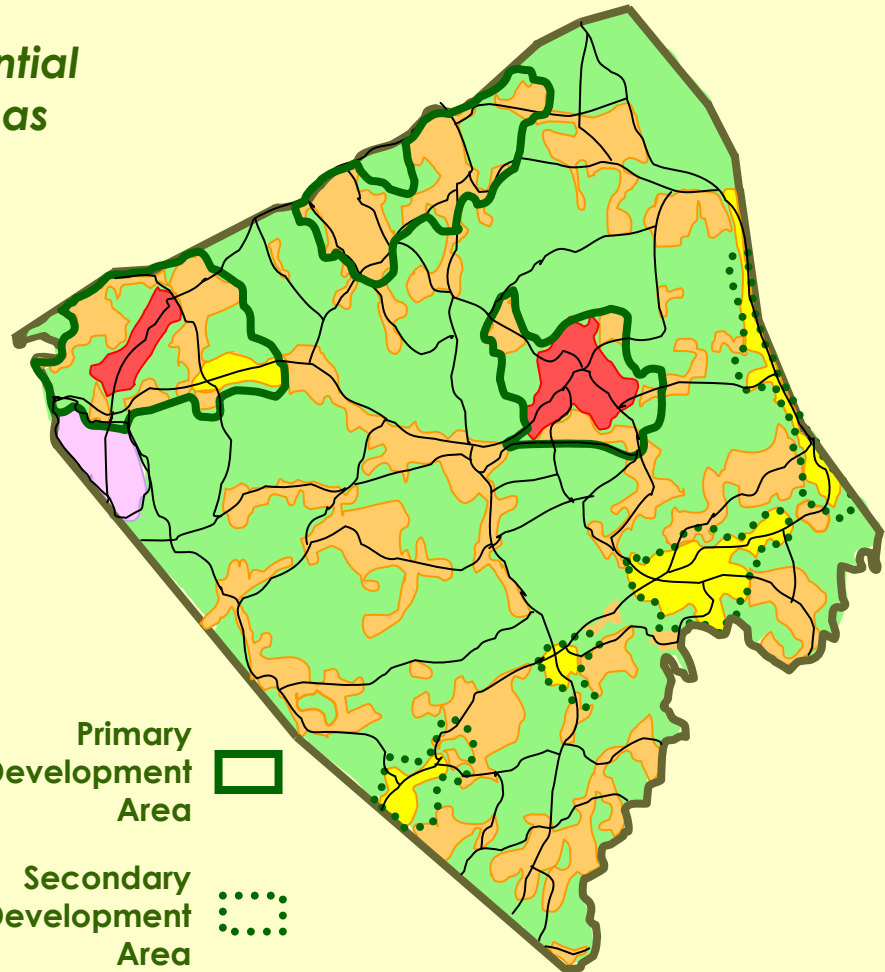 ntial
as
Primary
Development
Area
Secondary
Development
Area